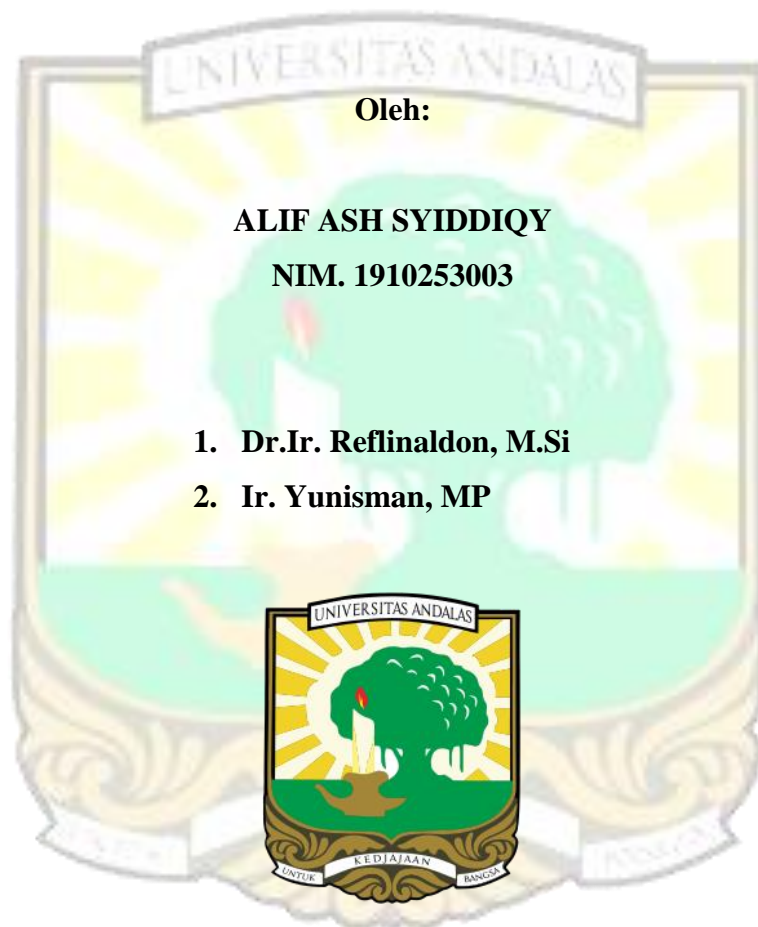 UNIVERSITAS ANDALAS
Oleh:
ALIF ASH SYIDDIQY
NIM. 1910253003
1. Dr.Ir. Reflinaldon, M.Si
2. Ir. Yunisman, MP
UNIVERSITAS ANDALAS
UNTUK KEDJAJAAN BANGSA